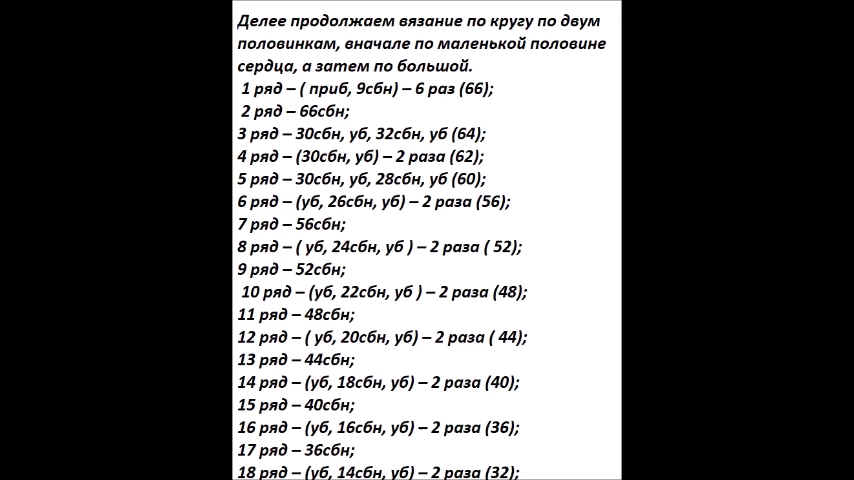 Делее продолжаем вязание по кругу по двум
половинкам, вначале по маленькой половине
сердца, а затем по большой.
1 ряд – ( приб, 9сбн) – 6 раз (66);
2 ряд – 66сбн;
3 ряд – 30сбн, уб, 32сбн, уб (64);
4 ряд – (30сбн, уб) – 2 раза (62);
5 ряд – 30сбн, уб, 28сбн, уб (60);
6 ряд – (уб, 26сбн, уб) – 2 раза (56);
7 ряд – 56сбн;
8 ряд – ( уб, 24сбн, уб ) – 2 раза ( 52);
9 ряд – 52сбн;
10 ряд – (уб, 22сбн, уб ) – 2 раза (48);
11 ряд – 48сбн;
12 ряд – ( уб, 20сбн, уб) – 2 раза ( 44);
13 ряд – 44сбн;
14 ряд – (уб, 18сбн, уб) – 2 раза (40);
15 ряд – 40сбн;
16 ряд – (уб, 16сбн, уб) – 2 раза (36);
17 ряд – 36сбн;
18 ряд – (уб, 14сбн, уб) – 2 раза (32);